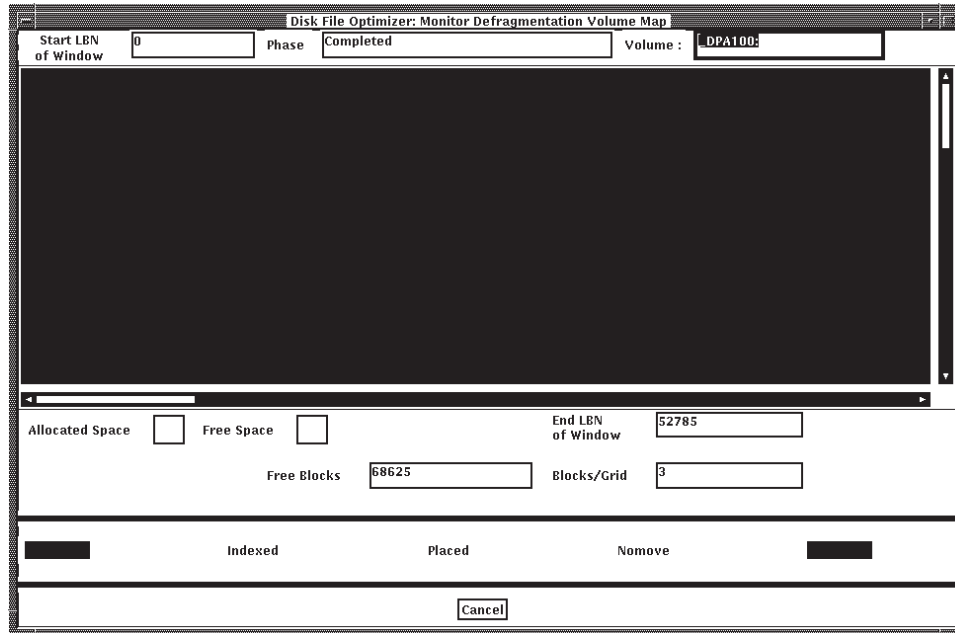 Disk File Optimizer: Monitor Defragmentation Volume Map
Start LBN
of Window
0
Phase
Completed
Volume :
_DPA100:
Allocated Space
Free Space
End LBN
of Window
52785
Free Blocks
68625
Blocks/Grid
3
Indexed
Placed
Nomove
Cancel